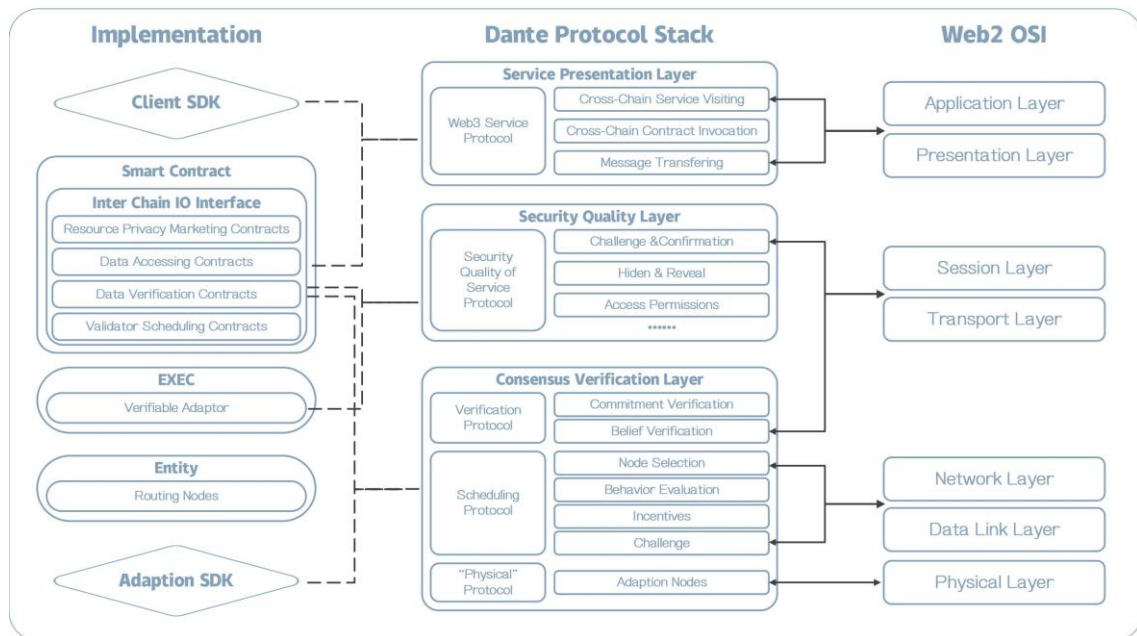 Implementation
Client SDK
Smart Contract
Inter Chain IO Interface
Resource Privacy Marketing Contracts
Data Accessing Contracts
Data Verification Contracts
Validator Scheduling Contracts
EXEC
Verifiable Adaptor
Entity
Routing Nodes
Adaption SDK
Dante Protocol Stack
Service Presentation Layer
Web3 Service
Protocol
Cross-Chain Service Visiting
Cross-Chain Contract Invocation
Message Transfering
Security Quality Layer
Security
Quality of
Service
Protocol
Challenge &Confirmation
Hiden & Reveal
Access Permissions
......
Consensus Verification Layer
Verification
Protocol
Commitment Verification
Belief Verification
Scheduling
Protocol
Node Selection
Behavior Evaluation
Incentives
Challenge
“Physical”
Protocol
Adaption Nodes
Web2 OSI
Application Layer
Presentation Layer
Session Layer
Transport Layer
Network Layer
Data Link Layer
Physical Layer